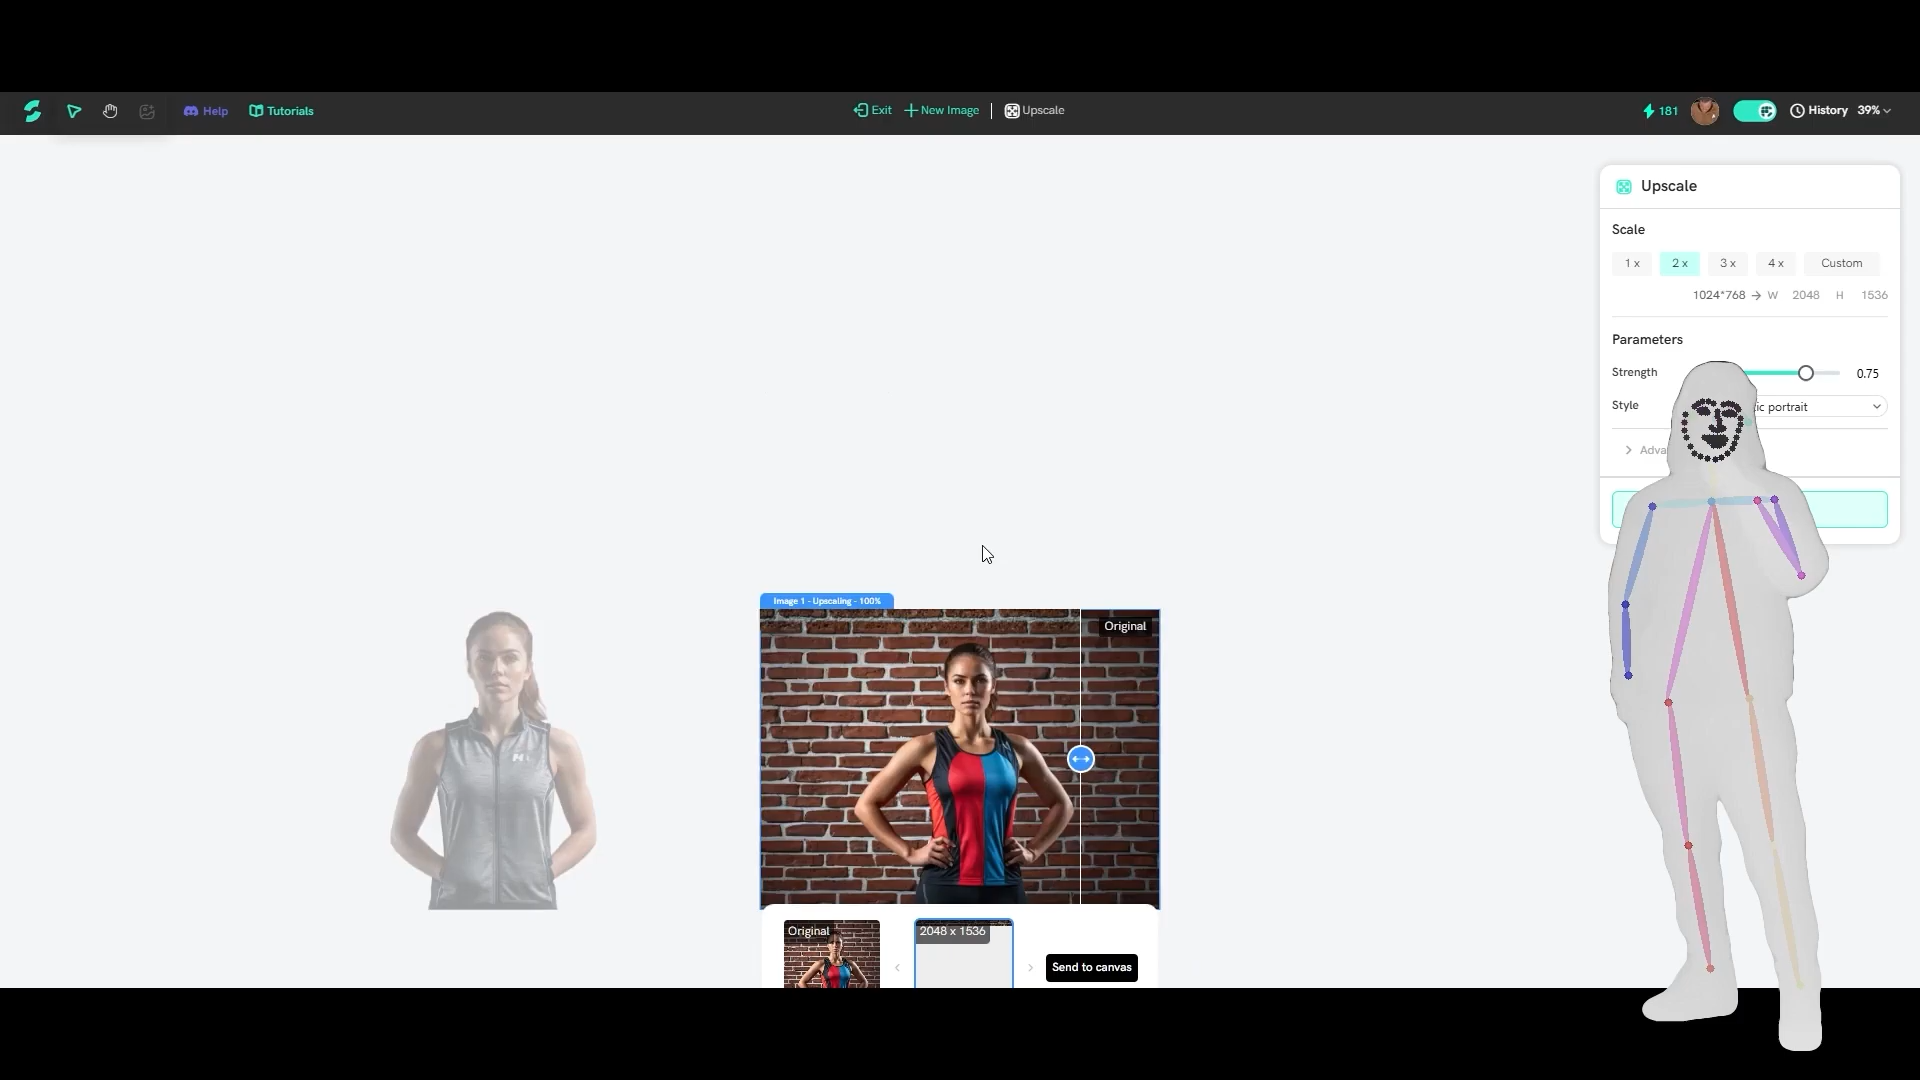 Help
Tutorials
Exit
New Image
Upscale
181
History
39%
Upscale
Scale
1 x
2 x
3 x
4 x
Custom
1024*768 → W 2048 H 1536
Parameters
Strength
0.75
Style
ic portrait
Adva
Image 1 - Upscaling - 100%
Original
Original
2048 x 1536
Send to canvas